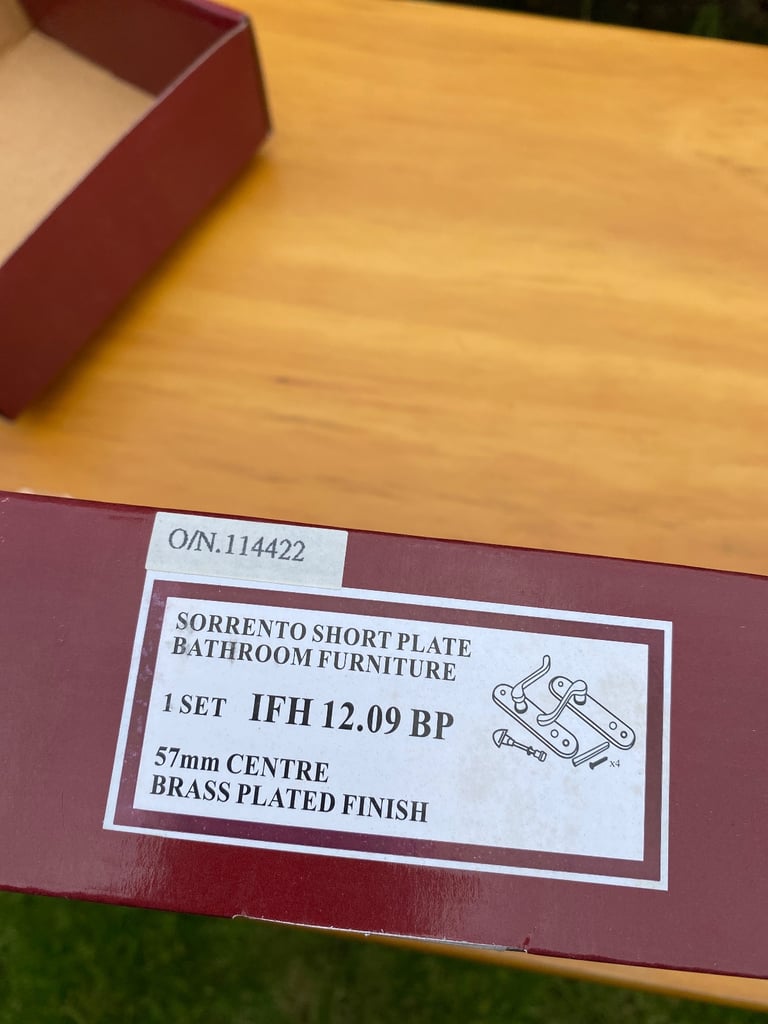 O/N.114422
SORRENTO SHORT PLATE
BATHROOM FURNITURE
1 SET IFH 12.09 BP
x4
57mm CENTRE
BRASS PLATED FINISH